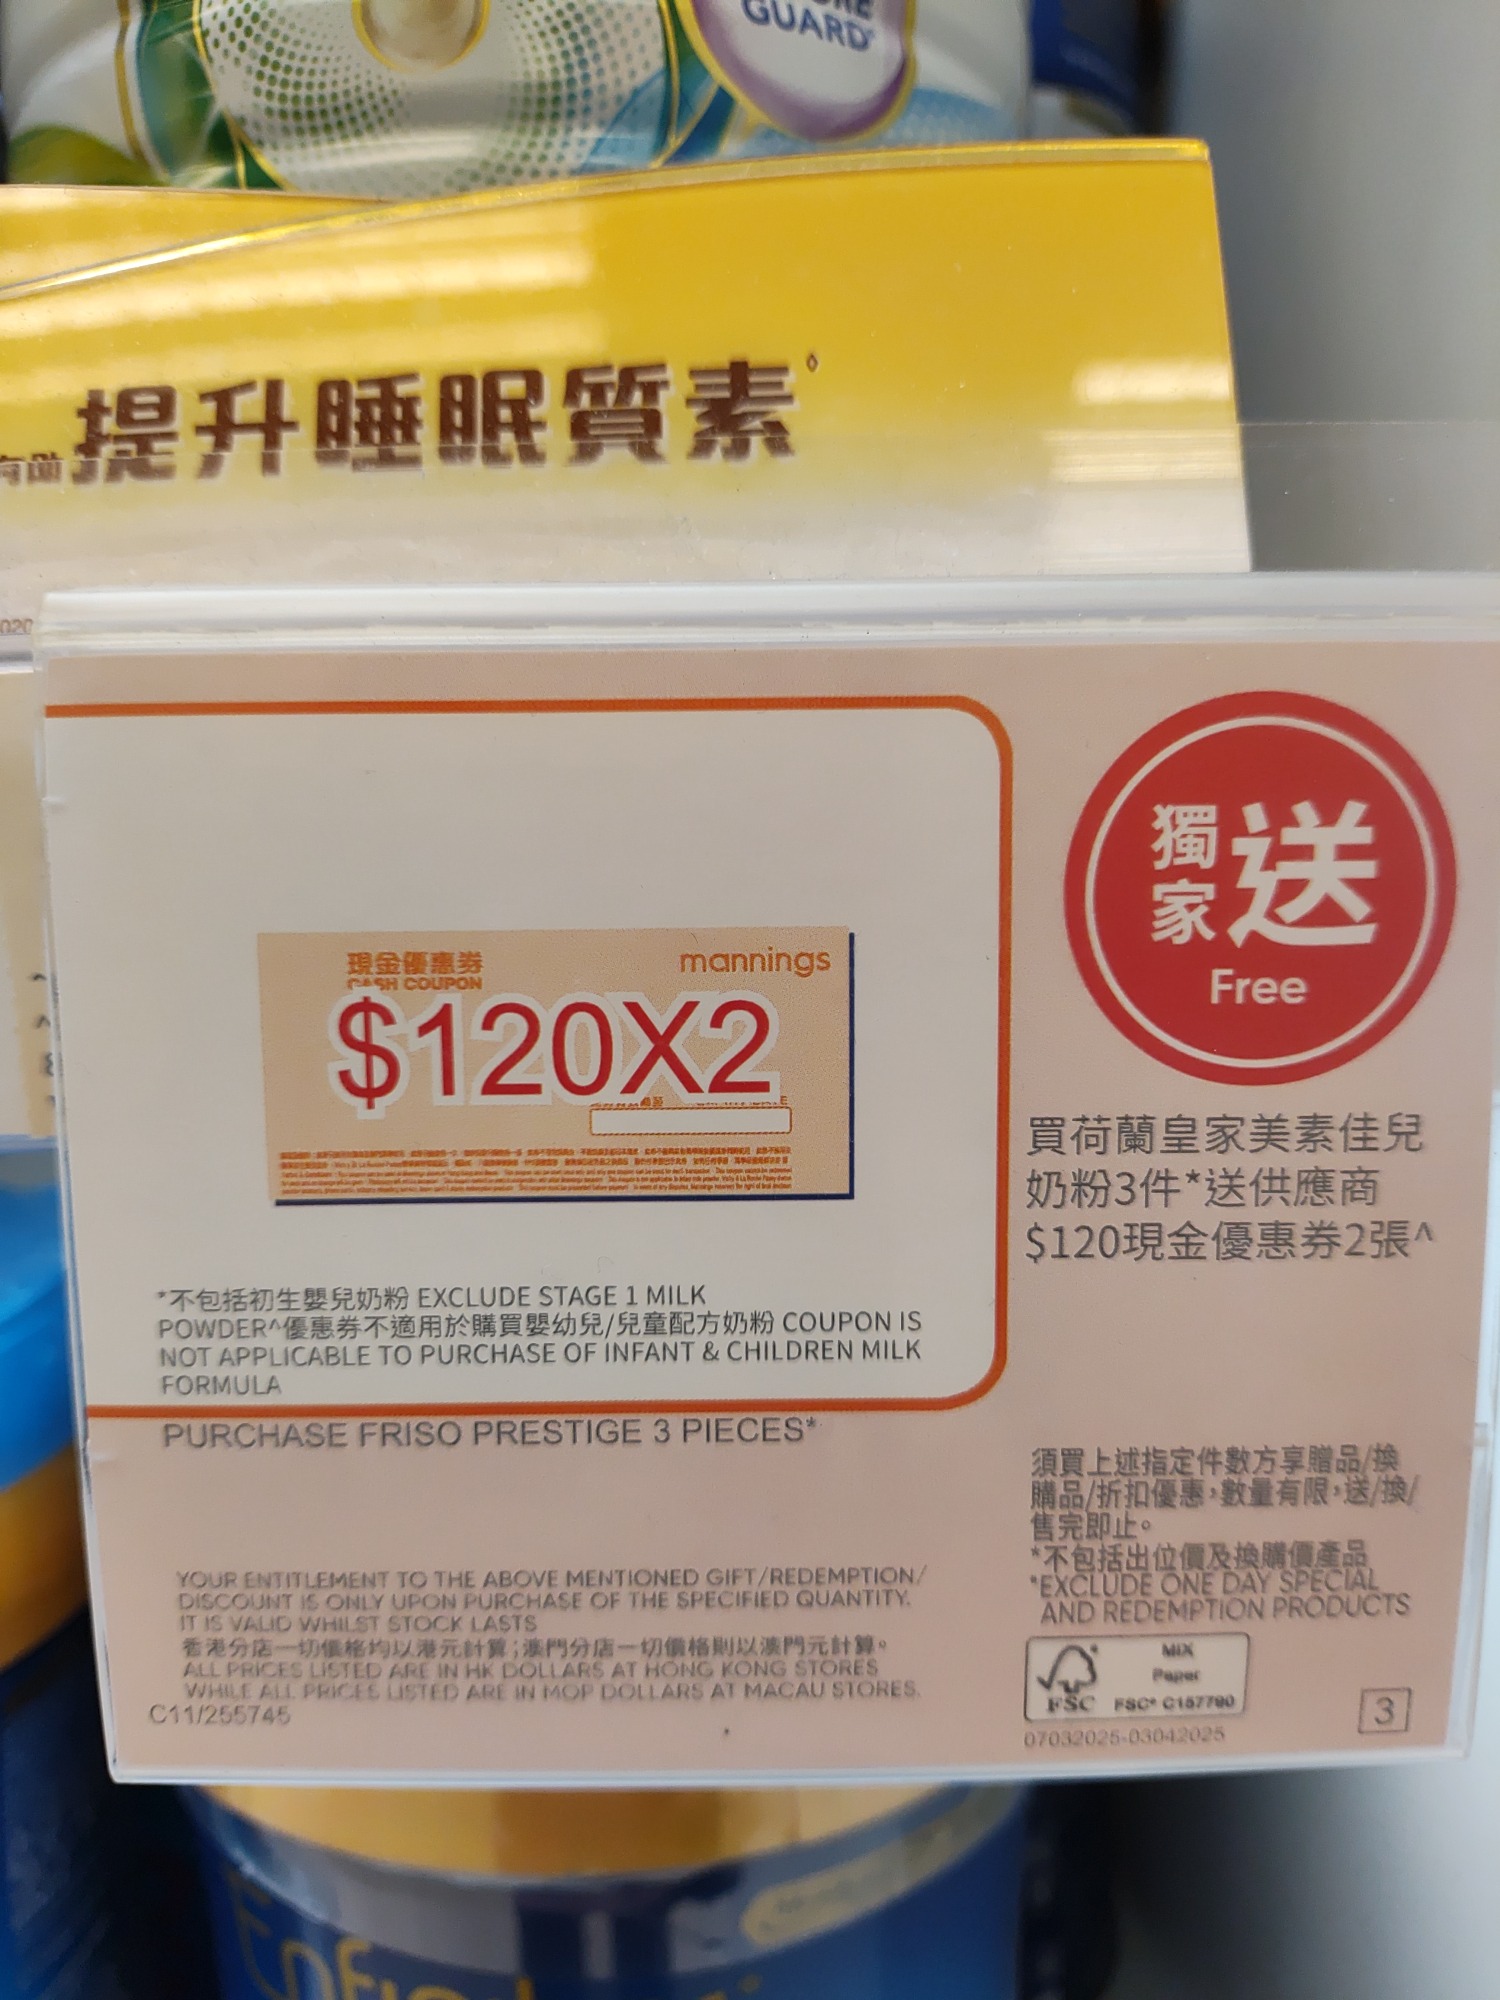 GUARD
有助提升睡眠質素◊
獨家送
Free
現金優惠券 mannings
CASH COUPON
$120X2
買荷蘭皇家美素佳兒
奶粉3件*送供應商
$120現金優惠券2張^
*不包括初生嬰兒奶粉 EXCLUDE STAGE 1 MILK
POWDER^優惠券不適用於購買嬰幼兒/兒童配方奶粉 COUPON IS
NOT APPLICABLE TO PURCHASE OF INFANT & CHILDREN MILK
FORMULA
PURCHASE FRISO PRESTIGE 3 PIECES*
須買上述指定件數方享贈品/換
購品/折扣優惠，數量有限，送/換/
售完即止。
*不包括出位價及換購價產品
*EXCLUDE ONE DAY SPECIAL
AND REDEMPTION PRODUCTS
YOUR ENTITLEMENT TO THE ABOVE MENTIONED GIFT/REDEMPTION/
DISCOUNT IS ONLY UPON PURCHASE OF THE SPECIFIED QUANTITY.
IT IS VALID WHILST STOCK LASTS
香港分店一切價格均以港元計算；澳門分店一切價格則以澳門元計算。
ALL PRICES LISTED ARE IN HK DOLLARS AT HONG KONG STORES
WHILE ALL PRICES LISTED ARE IN MOP DOLLARS AT MACAU STORES.
C11/255745
MIX
Paper
FSC FSC® C157790
3
07032025-03042025